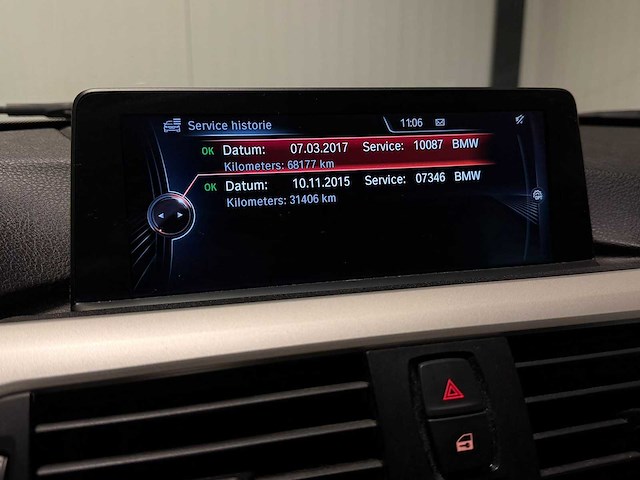 Service historie 11:06
OK Datum: 07.03.2017 Service: 10087 BMW
Kilometers: 68177 km
OK Datum: 10.11.2015 Service: 07346 BMW
Kilometers: 31406 km